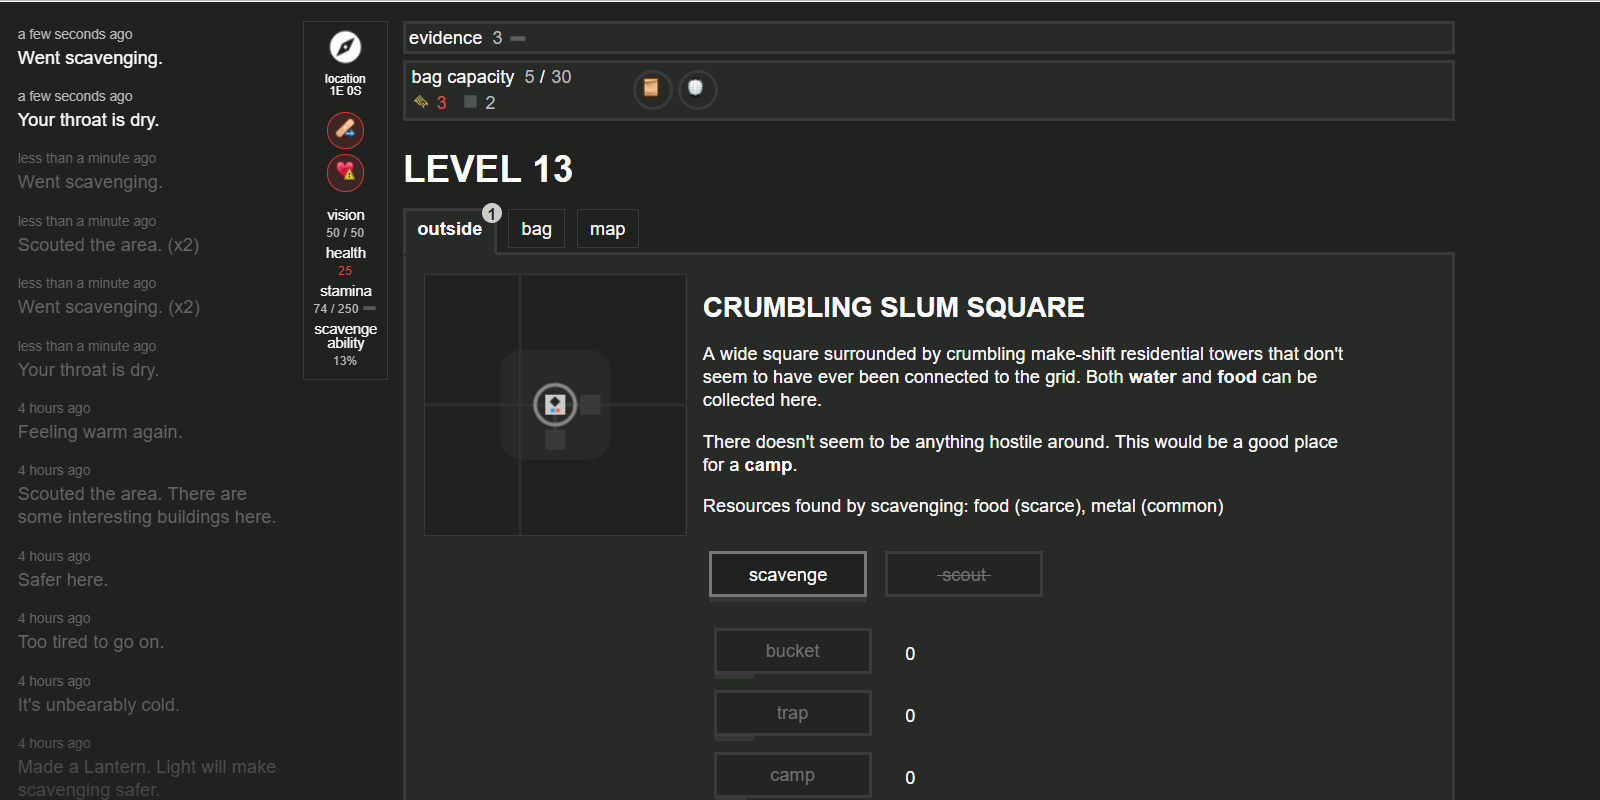 a few seconds ago
Went scavenging.
a few seconds ago
Your throat is dry.
less than a minute ago
Went scavenging.
less than a minute ago
Scouted the area. (x2)
less than a minute ago
Went scavenging. (x2)
less than a minute ago
Your throat is dry.
4 hours ago
Feeling warm again.
4 hours ago
Scouted the area. There are
some interesting buildings here.
4 hours ago
Safer here.
4 hours ago
Too tired to go on.
4 hours ago
It's unbearably cold.
4 hours ago
Made a Lantern. Light will make
scavenging safer.
location
1E 0S
vision
50 / 50
health
25
stamina
74 / 250
scavenge
ability
13%
evidence 3
bag capacity 5 / 30
3 2
LEVEL 13
outside 1 bag map
CRUMBLING SLUM SQUARE
A wide square surrounded by crumbling make-shift residential towers that don't
seem to have ever been connected to the grid. Both water and food can be
collected here.
There doesn't seem to be anything hostile around. This would be a good place
for a camp.
Resources found by scavenging: food (scarce), metal (common)
scavenge scout
bucket 0
trap 0
camp 0